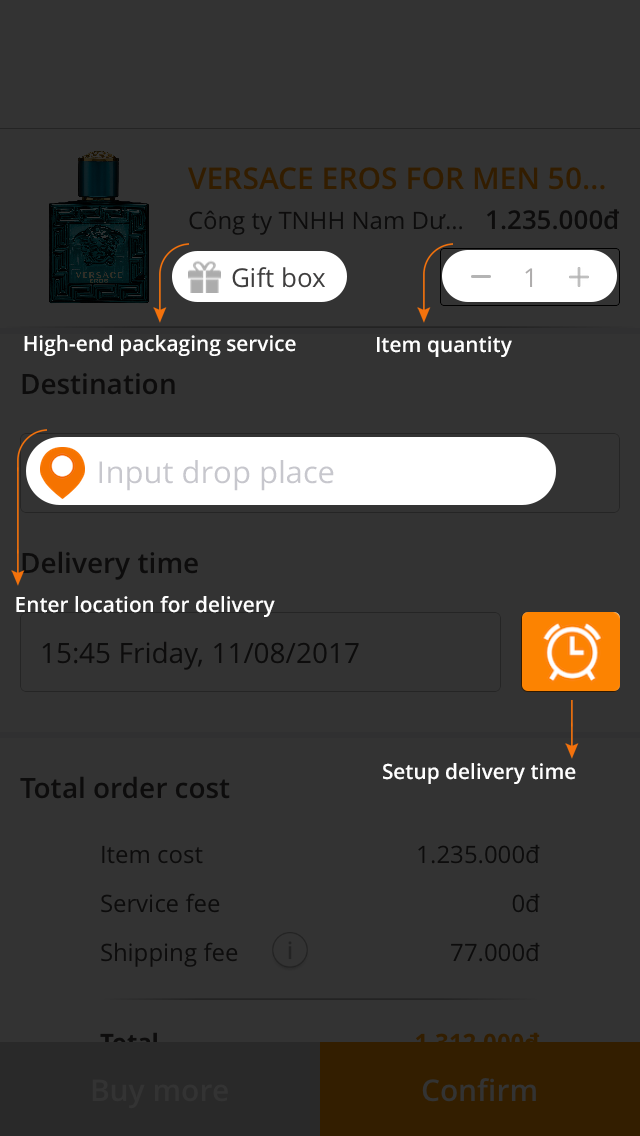 VERSACE EROS FOR MEN 50...
Công ty TNHH Nam Dư... 1.235.000đ
VERSACE
EROS
Gift box
− 1 +
High-end packaging service
Item quantity
Destination
Input drop place
Delivery time
Enter location for delivery
15:45 Friday, 11/08/2017
Setup delivery time
Total order cost
Item cost 1.235.000đ
Service fee 0đ
Shipping fee i 77.000đ
Total 1.312.000đ
Buy more
Confirm